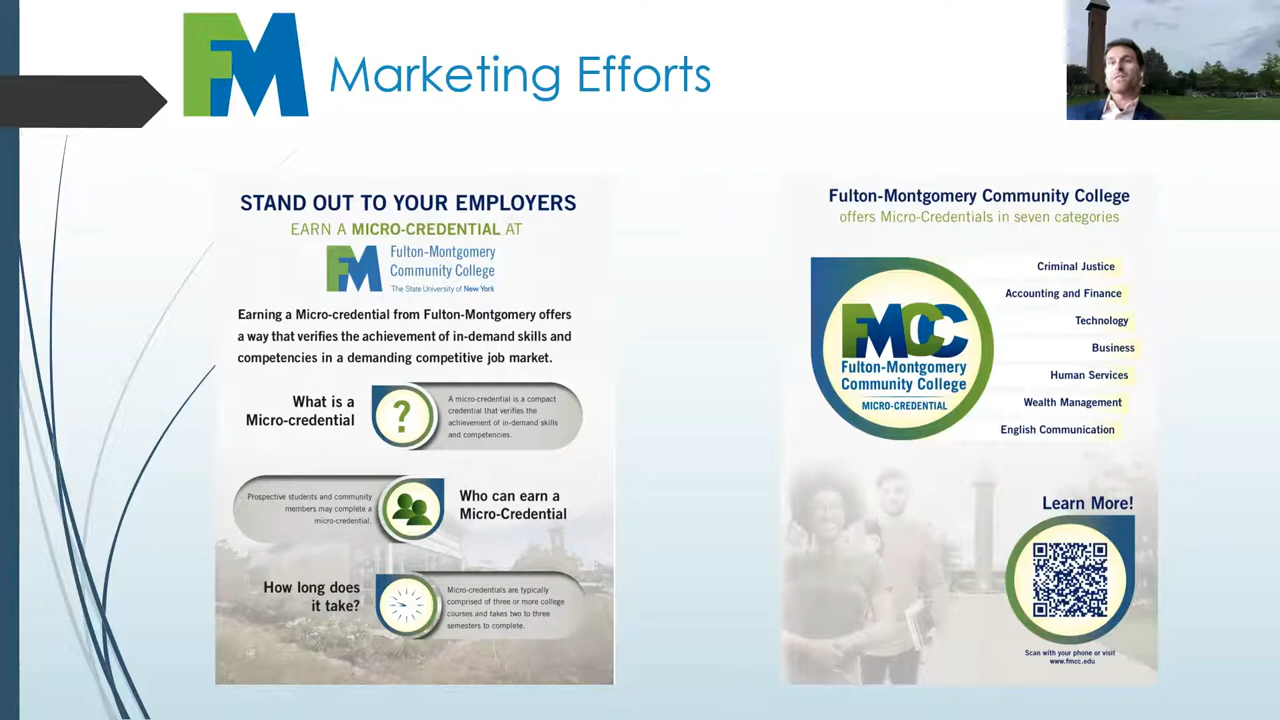 FM
Marketing Efforts
STAND OUT TO YOUR EMPLOYERS
EARN A MICRO-CREDENTIAL AT
FM
Fulton-Montgomery
Community College
The State University of New York
Earning a Micro-credential from Fulton-Montgomery offers
a way that verifies the achievement of in-demand skills and
competencies in a demanding competitive job market.
What is a
Micro-credential
?
A micro-credential is a compact
credential that verifies the
achievement of in-demand skills
and competencies.
Prospective students and community
members may complete a
micro-credential.
Who can earn a
Micro-Credential
How long does
it take?
Micro-credentials are typically
comprised of three or more college
courses and takes two to three
semesters to complete.
Fulton-Montgomery Community College
offers Micro-Credentials in seven categories
FMCC
Fulton-Montgomery
Community College
MICRO-CREDENTIAL
Criminal Justice
Accounting and Finance
Technology
Business
Human Services
Wealth Management
English Communication
Learn More!
Scan with your phone or visit
www.fmcc.edu